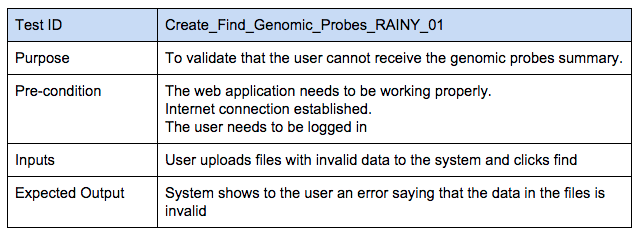 Test ID Create_Find_Genomic_Probes_RAINY_01
Purpose To validate that the user cannot receive the genomic probes summary.
Pre-condition The web application needs to be working properly.
Internet connection established.
The user needs to be logged in
Inputs User uploads files with invalid data to the system and clicks find
Expected Output System shows to the user an error saying that the data in the files is
invalid